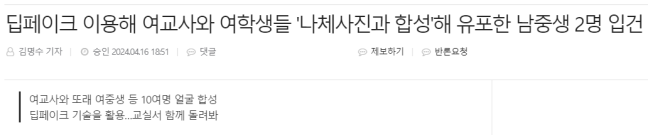 딥페이크 이용해 여교사와 여학생들 '나체사진과 합성'해 유포한 남중생 2명 입건
김명수 기자 승인 2024.04.16 18:51 댓글 제보하기 반론요청
여교사와 또래 여중생 등 10여명 얼굴 합성
딥페이크 기술을 활용...교실서 함께 돌려봐